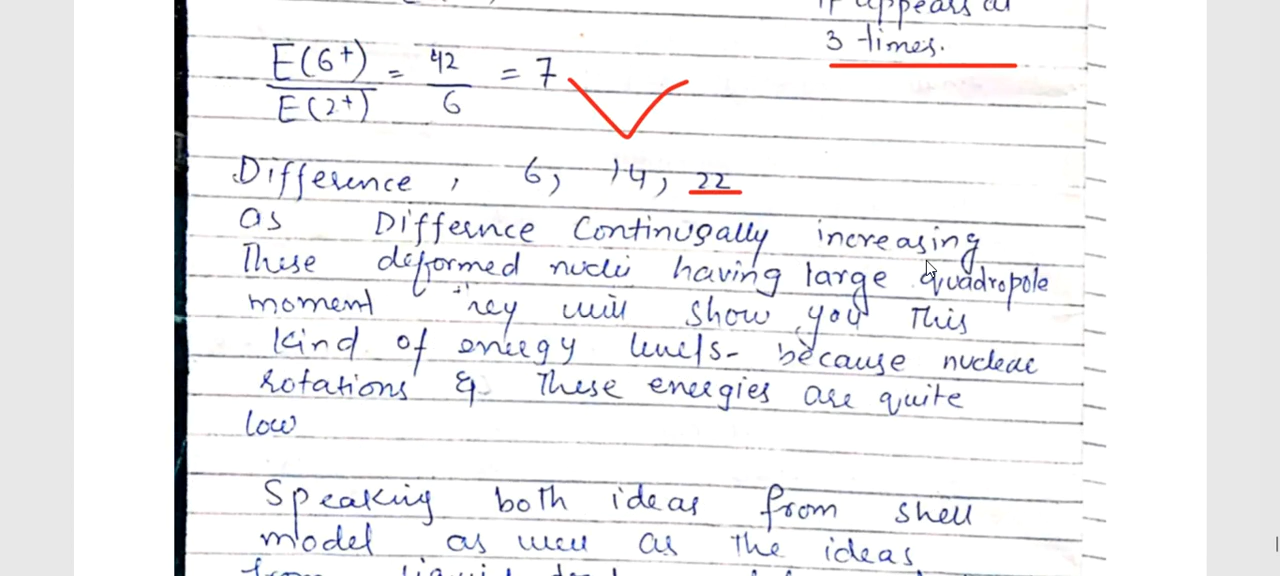 3 times.
E(6+) / E(2+) = 42 / 6 = 7
Difference, 6, 14, 22
as Differnce Continually increasing
These deformed nuclei having large quadropole
moment They will show you This
kind of energy levels- because nuclear
rotations & These energies are quite
low
Speaking both ideas from shell
model as well as the ideas